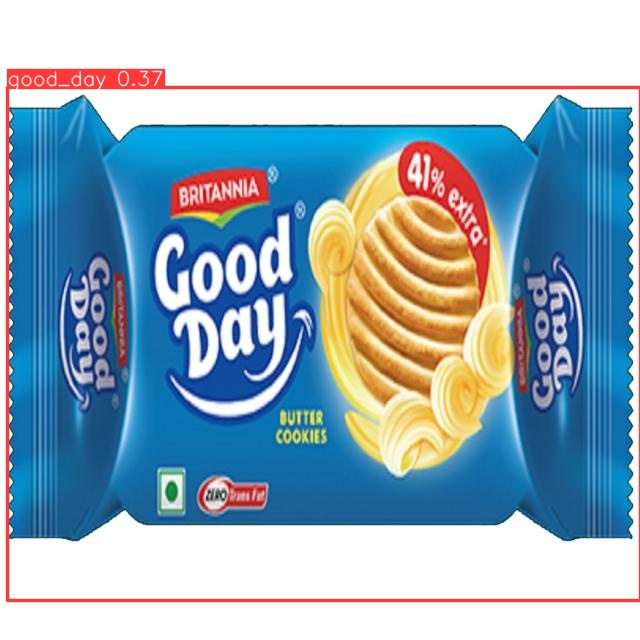 good_day 0.37
BRITANNIA
Good
Day
41% extra*
BUTTER
COOKIES
ZERO Trans Fat
BRITANNIA
Good
Day
BRITANNIA
Good
Day